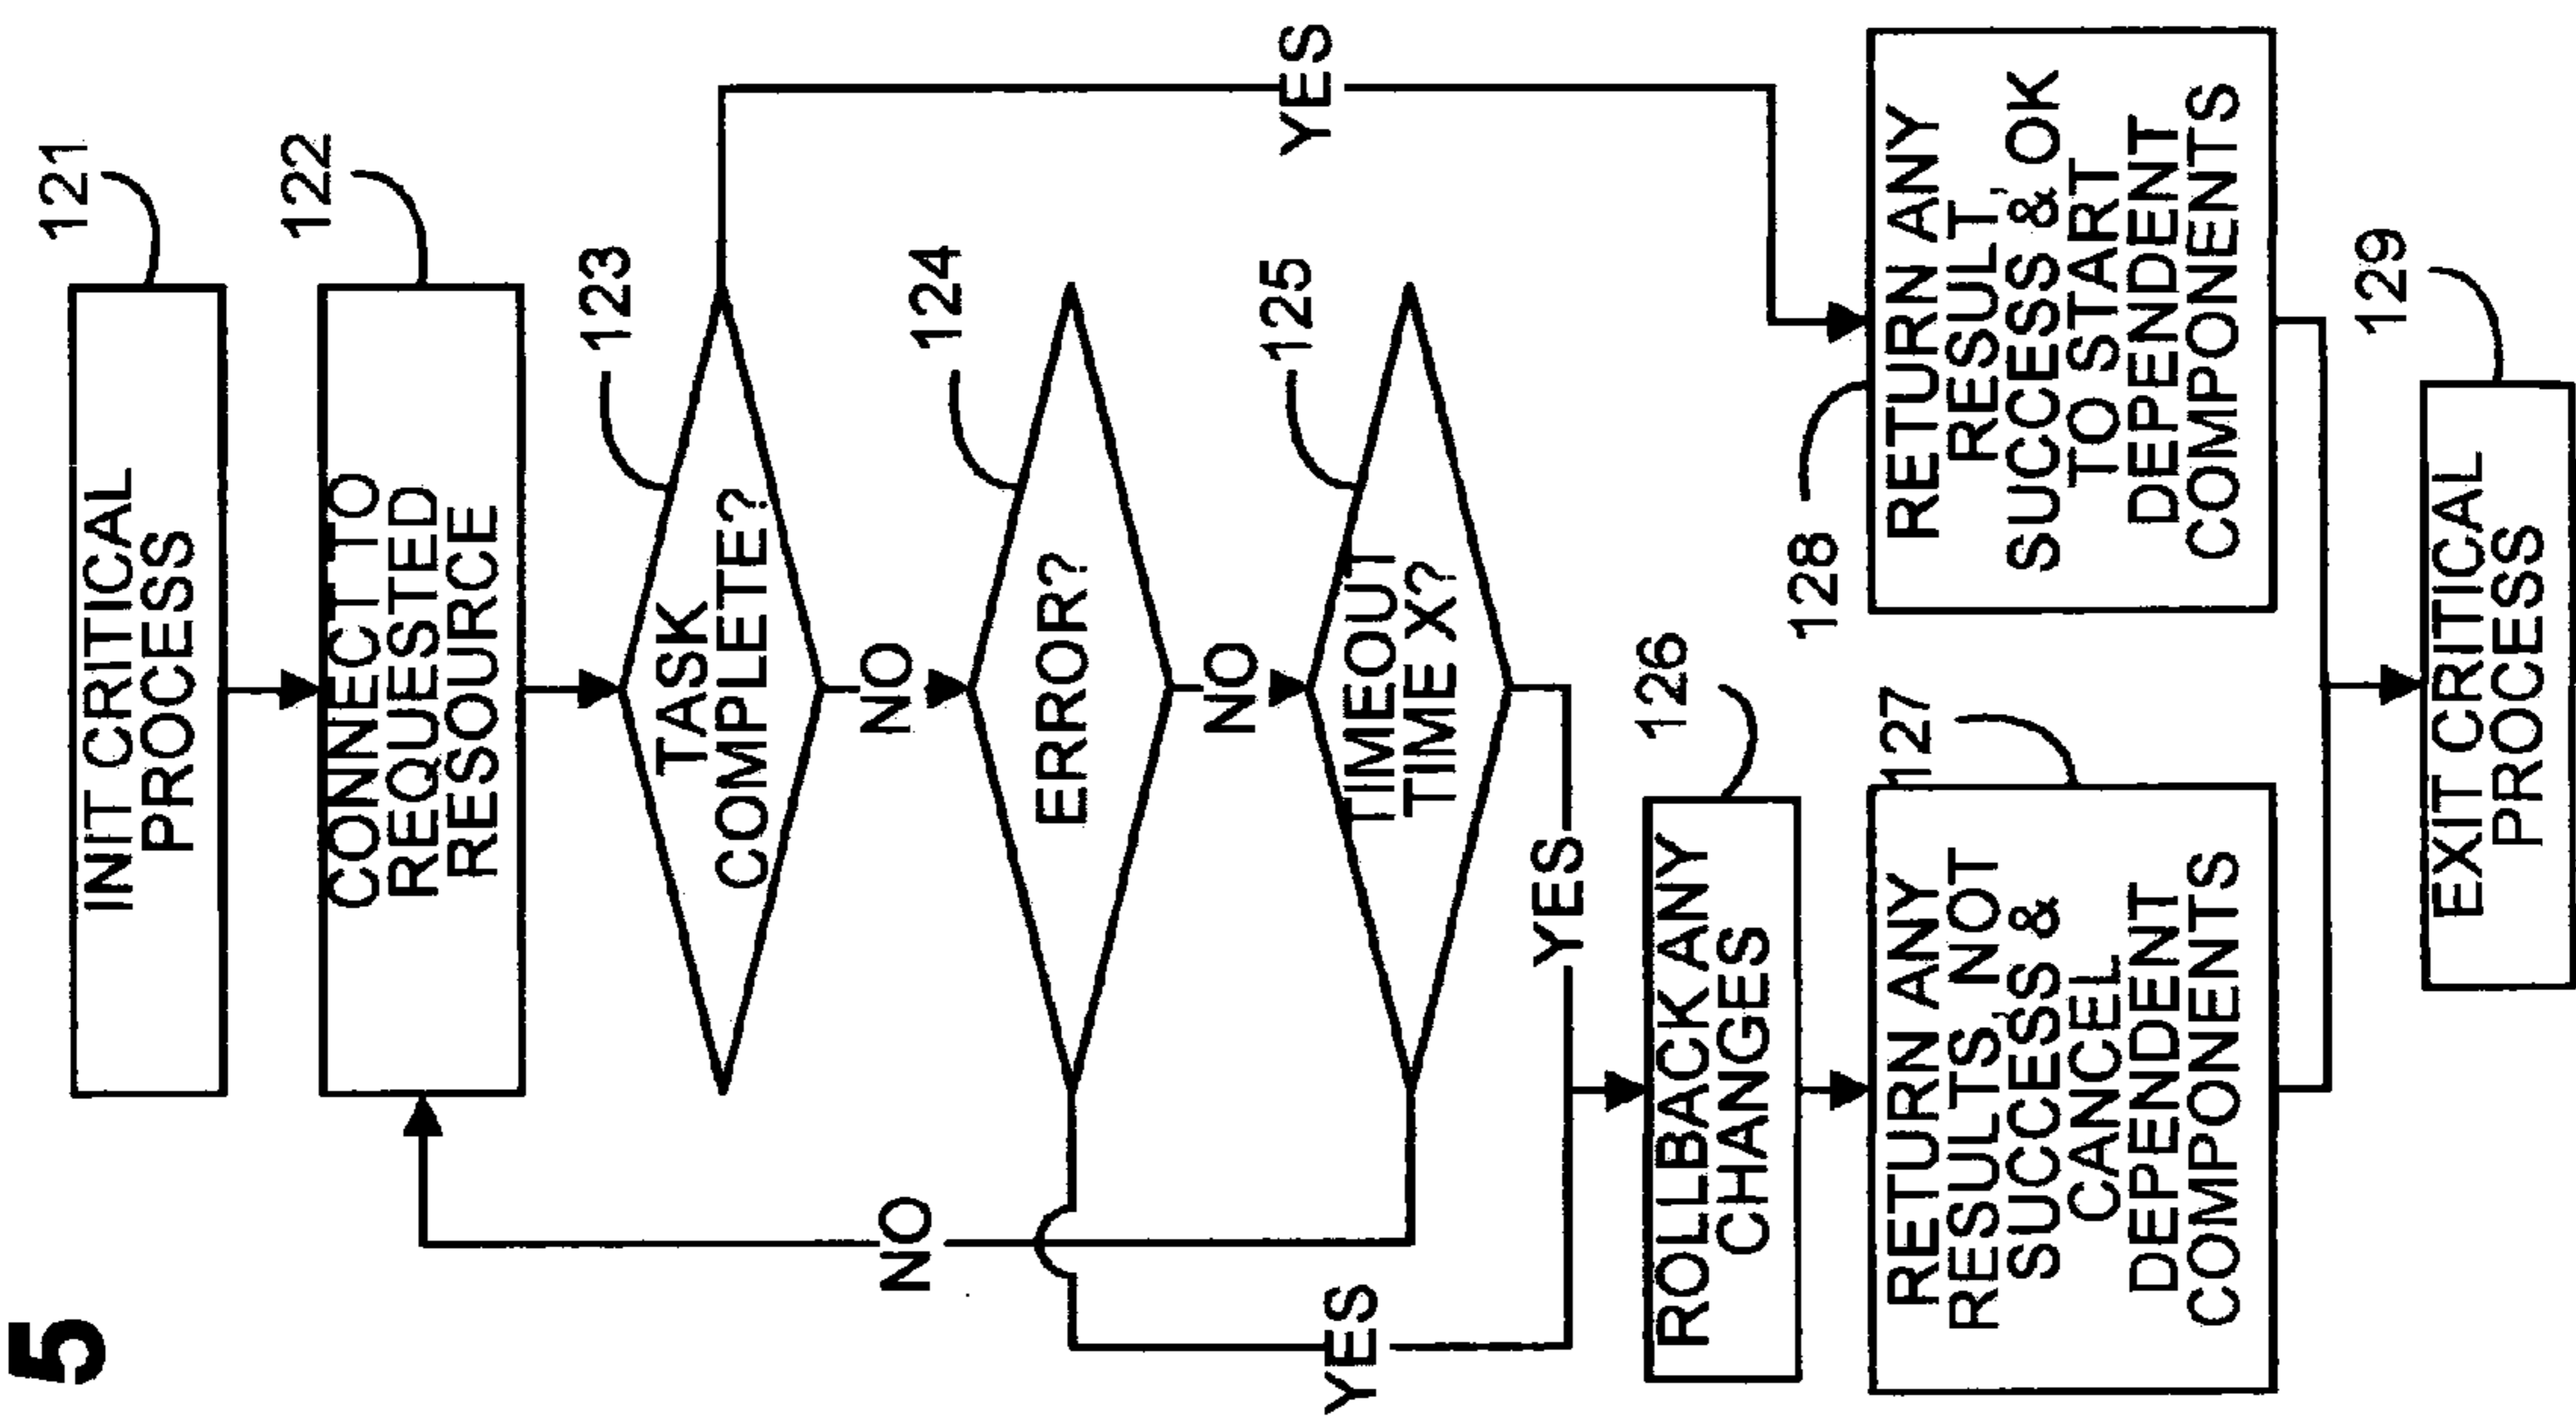 5
121
INIT CRITICAL
PROCESS
122
CONNECT TO
REQUESTED
RESOURCE
123
TASK
COMPLETE?
NO
YES
124
ERROR?
NO
YES
125
TIMEOUT
TIME X?
NO
YES
126
ROLLBACK ANY
CHANGES
127
RETURN ANY
RESULTS, NOT
SUCCESS &
CANCEL
DEPENDENT
COMPONENTS
128
RETURN ANY
RESULT,
SUCCESS & OK
TO START
DEPENDENT
COMPONENTS
129
EXIT CRITICAL
PROCESS